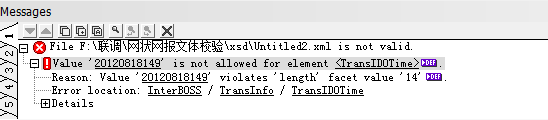 Messages
File F:\联调\网状网报文体校验\xsd\Untitled2.xml is not valid.
Value '20120818149' is not allowed for element <TransIDOTime> DEF .
Reason: Value '20120818149' violates 'length' facet value '14' DEF .
Error location: InterBOSS / TransInfo / TransIDOTime
Details
1
2
3
4
5